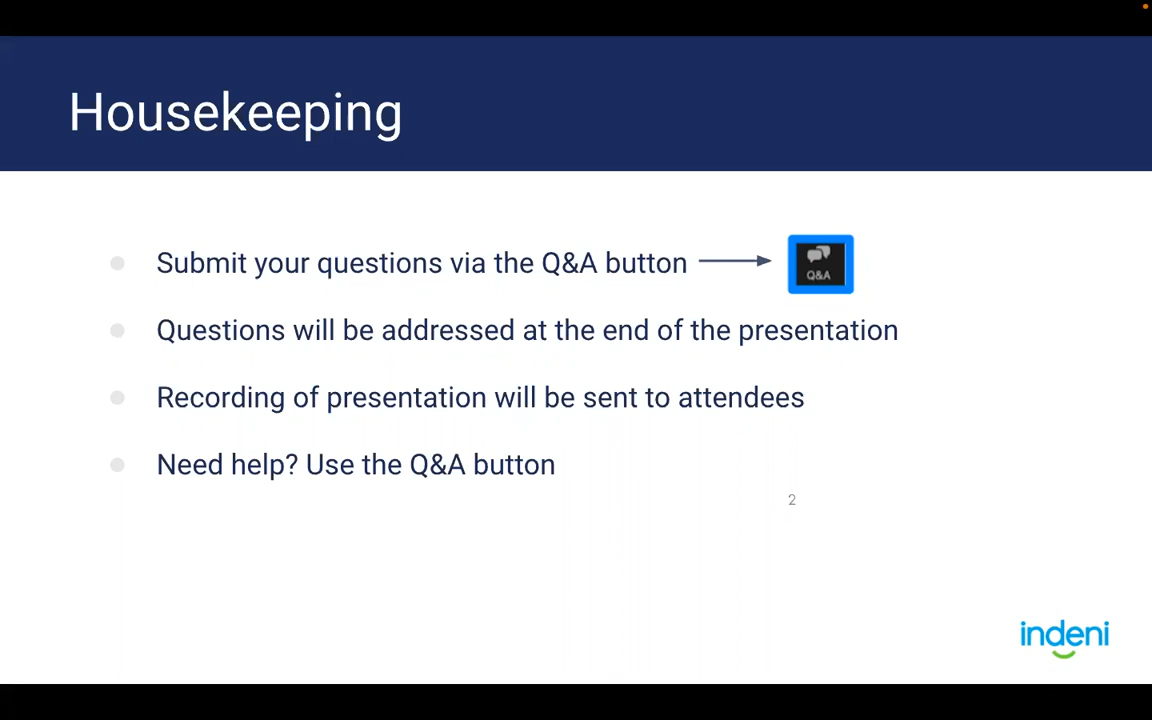 Housekeeping
Submit your questions via the Q&A button
Q&A
Questions will be addressed at the end of the presentation
Recording of presentation will be sent to attendees
Need help? Use the Q&A button
2
indeni